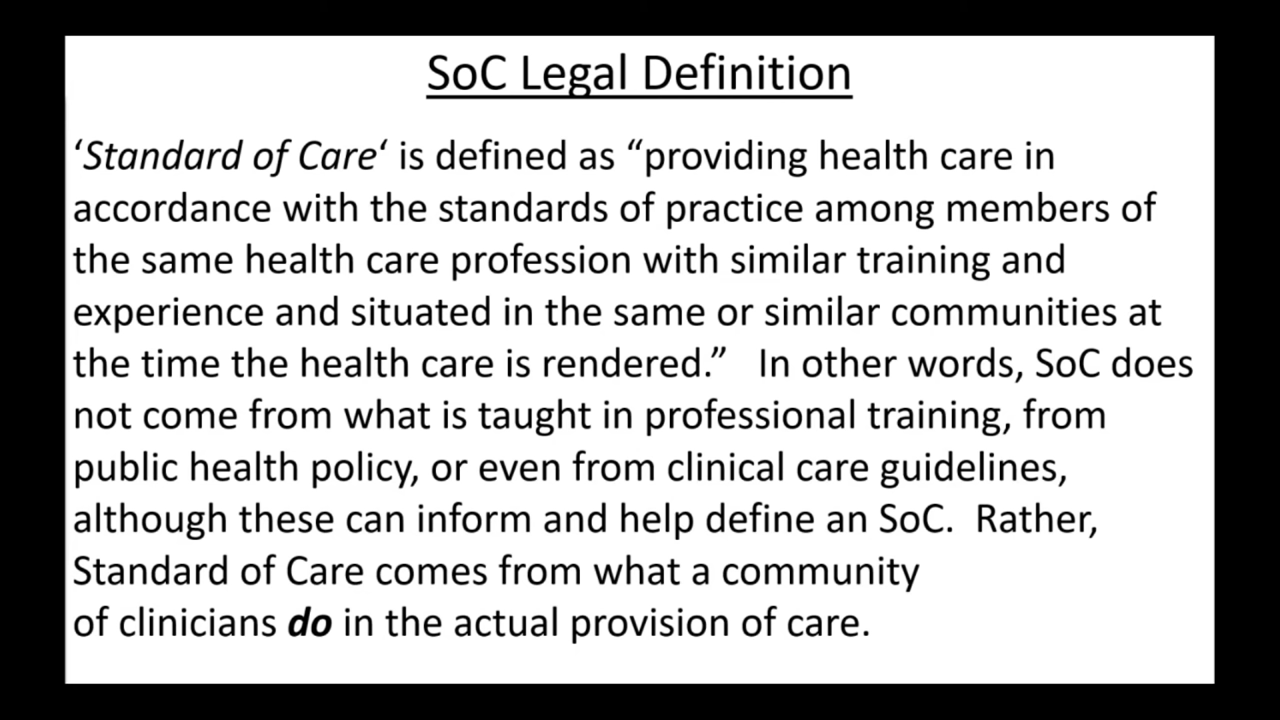 SoC Legal Definition
‘Standard of Care‘ is defined as “providing health care in
accordance with the standards of practice among members of
the same health care profession with similar training and
experience and situated in the same or similar communities at
the time the health care is rendered.”   In other words, SoC does
not come from what is taught in professional training, from
public health policy, or even from clinical care guidelines,
although these can inform and help define an SoC.  Rather,
Standard of Care comes from what a community
of clinicians do in the actual provision of care.